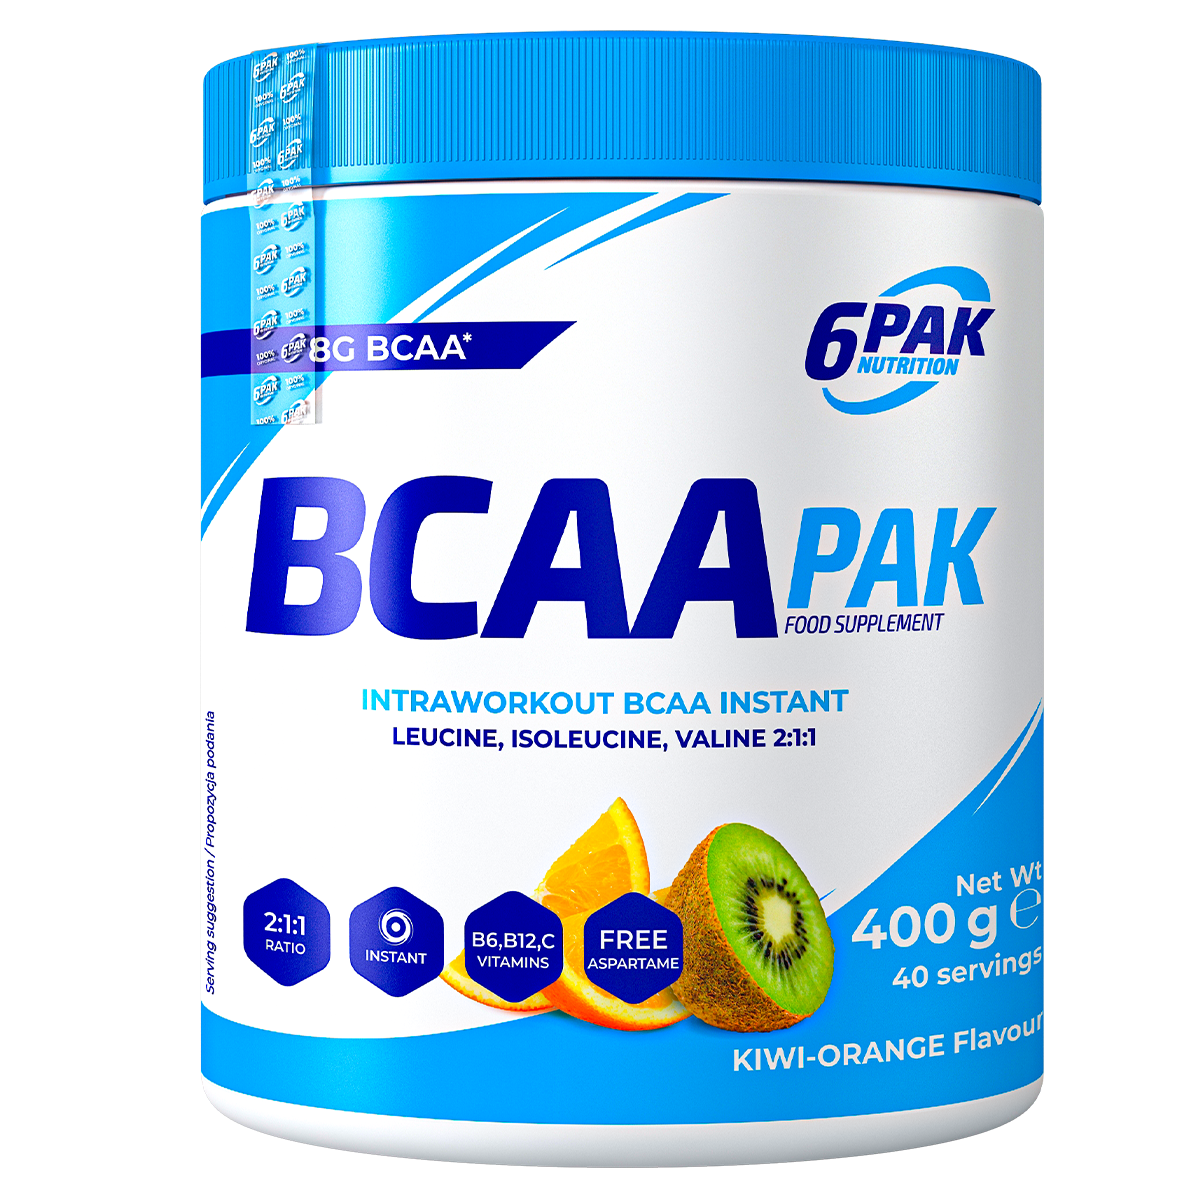 6PAK
NUTRITION
8G BCAA*
BCAA PAK
FOOD SUPPLEMENT
INTRAWORKOUT BCAA INSTANT
LEUCINE, ISOLEUCINE, VALINE 2:1:1
Serving suggestion / Propozycja podania
2:1:1
RATIO
INSTANT
B6,B12,C
VITAMINS
FREE
ASPARTAME
Net Wt
400 g ℮
40 servings
KIWI-ORANGE Flavour